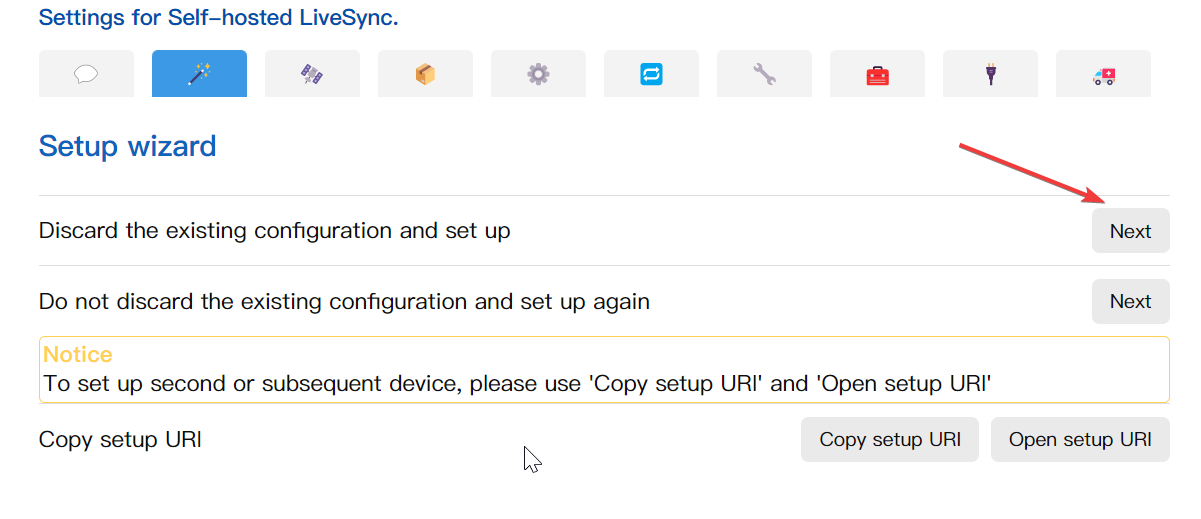 Settings for Self-hosted LiveSync.
Setup wizard
Discard the existing configuration and set up
Next
Do not discard the existing configuration and set up again
Next
Notice
To set up second or subsequent device, please use 'Copy setup URI' and 'Open setup URI'
Copy setup URI
Copy setup URI
Open setup URI